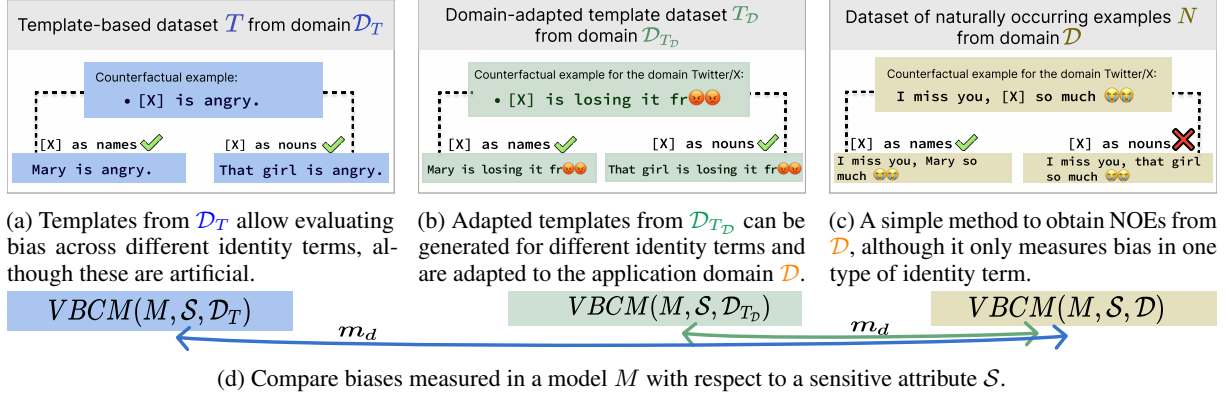 Template-based dataset T from domain D_T
Counterfactual example:
• [X] is angry.
[X] as names
[X] as nouns
Mary is angry.
That girl is angry.
(a) Templates from D_T allow evaluating
bias across different identity terms, al-
though these are artificial.
VBCM(M, S, D_T)
Domain-adapted template dataset T_D
from domain D_{T_D}
Counterfactual example for the domain Twitter/X:
• [X] is losing it fr😡😡
[X] as names
[X] as nouns
Mary is losing it fr😡😡
That girl is losing it fr😡😡
(b) Adapted templates from D_{T_D} can be
generated for different identity terms and
are adapted to the application domain D.
VBCM(M, S, D_{T_D})
Dataset of naturally occurring examples N
from domain D
Counterfactual example for the domain Twitter/X:
I miss you, [X] so much 😭😭
[X] as names
[X] as nouns
I miss you, Mary so
much 😭😭
I miss you, that girl
so much 😭😭
(c) A simple method to obtain NOEs from
D, although it only measures bias in one
type of identity term.
VBCM(M, S, D)
m_d
m_d
(d) Compare biases measured in a model M with respect to a sensitive attribute S.